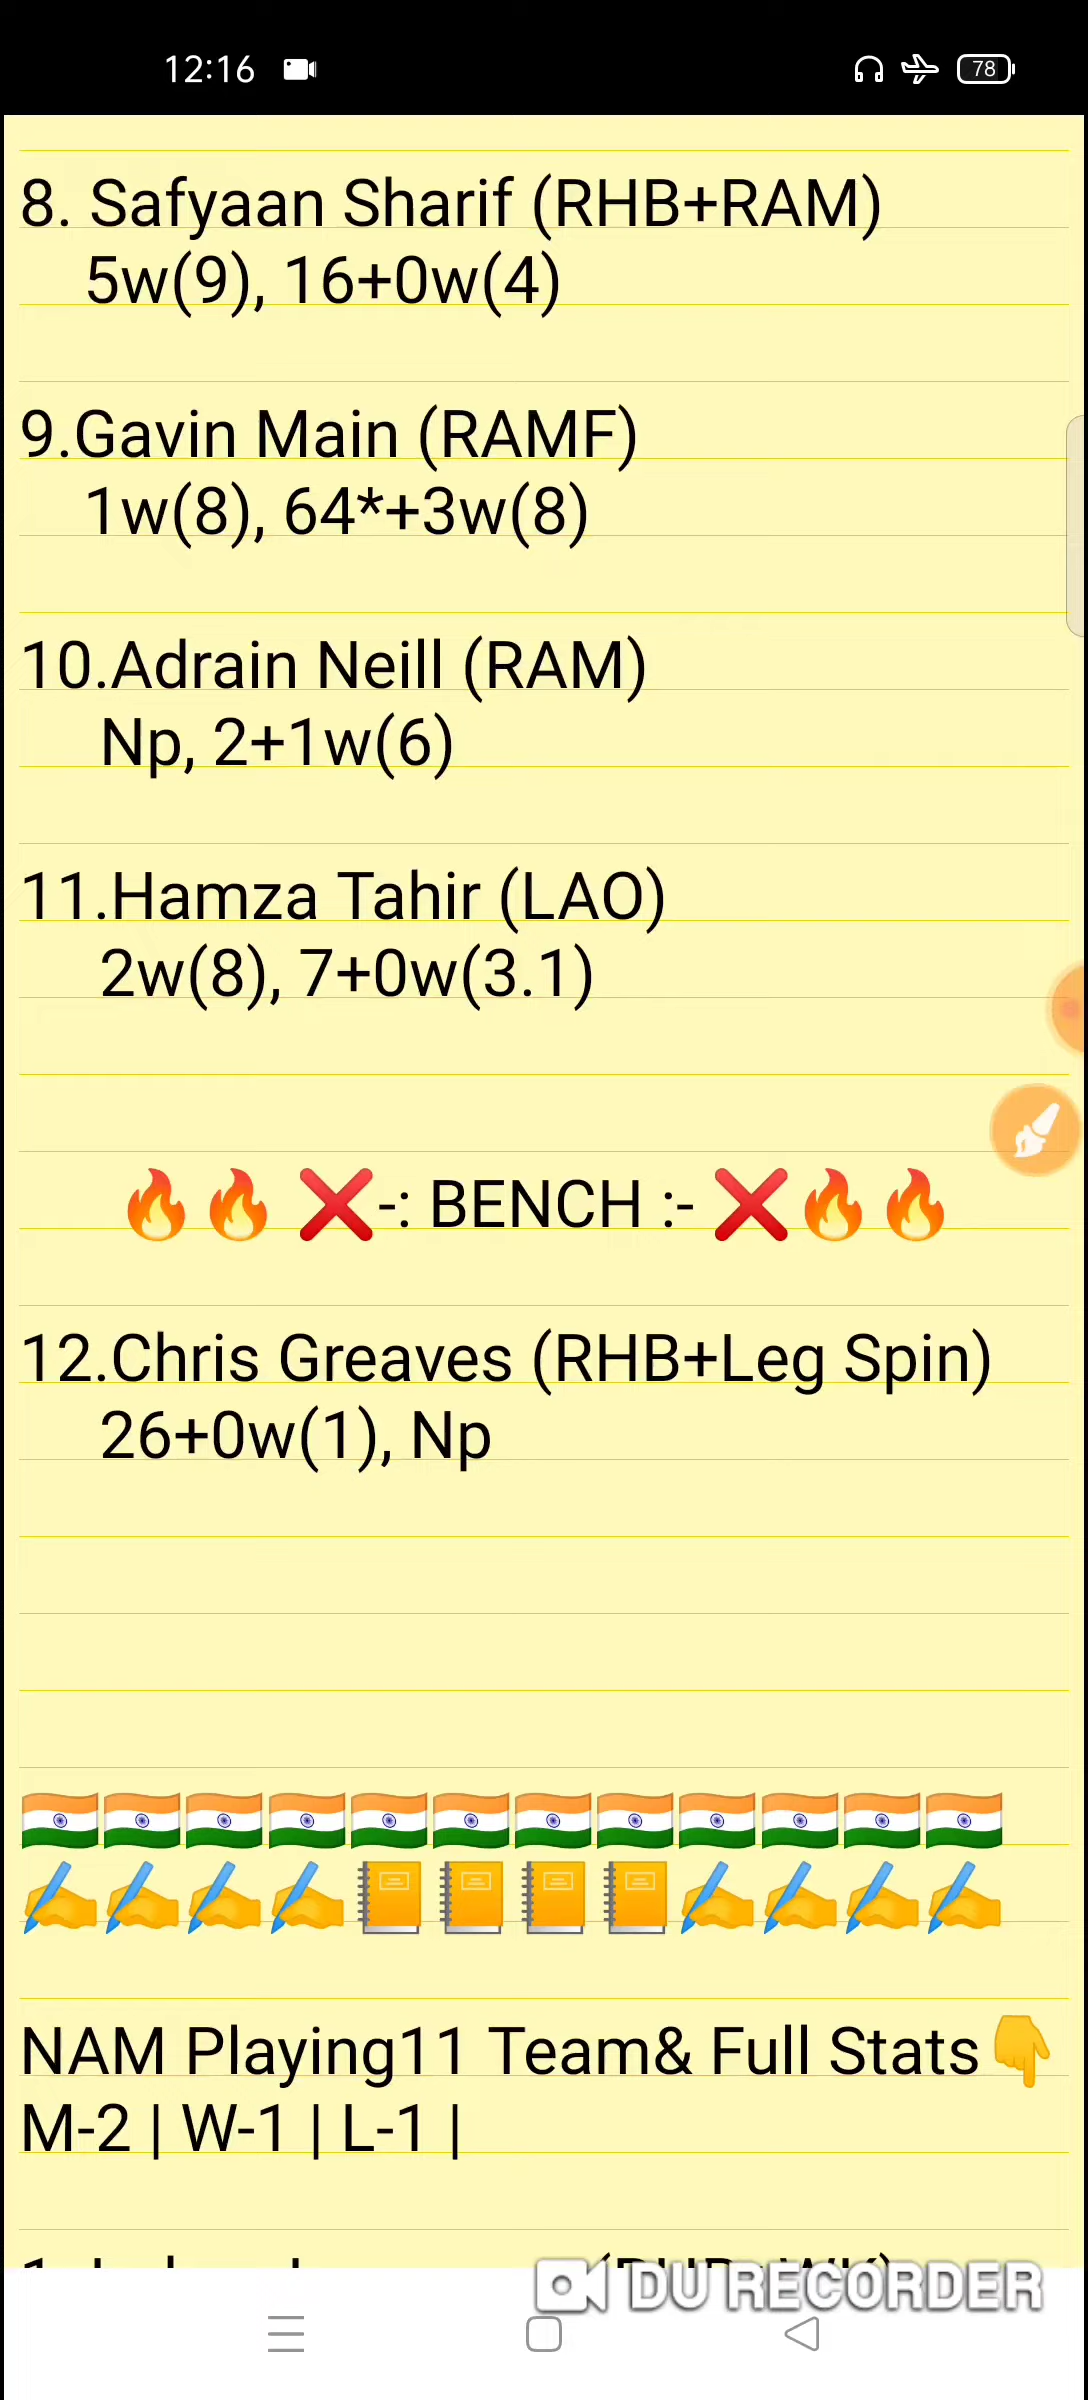 12:16
78
8. Safyaan Sharif (RHB+RAM)
5w(9), 16+0w(4)
9.Gavin Main (RAMF)
1w(8), 64*+3w(8)
10.Adrain Neill (RAM)
Np, 2+1w(6)
11.Hamza Tahir (LAO)
2w(8), 7+0w(3.1)
🔥🔥 ❌-: BENCH :- ❌🔥🔥
12.Chris Greaves (RHB+Leg Spin)
26+0w(1), Np
🇮🇳🇮🇳🇮🇳🇮🇳🇮🇳🇮🇳🇮🇳🇮🇳🇮🇳🇮🇳🇮🇳🇮🇳
✍✍✍✍📒📒📒📒✍✍✍✍
NAM Playing11 Team& Full Stats👇
M-2 | W-1 | L-1 |
DU RECORDER